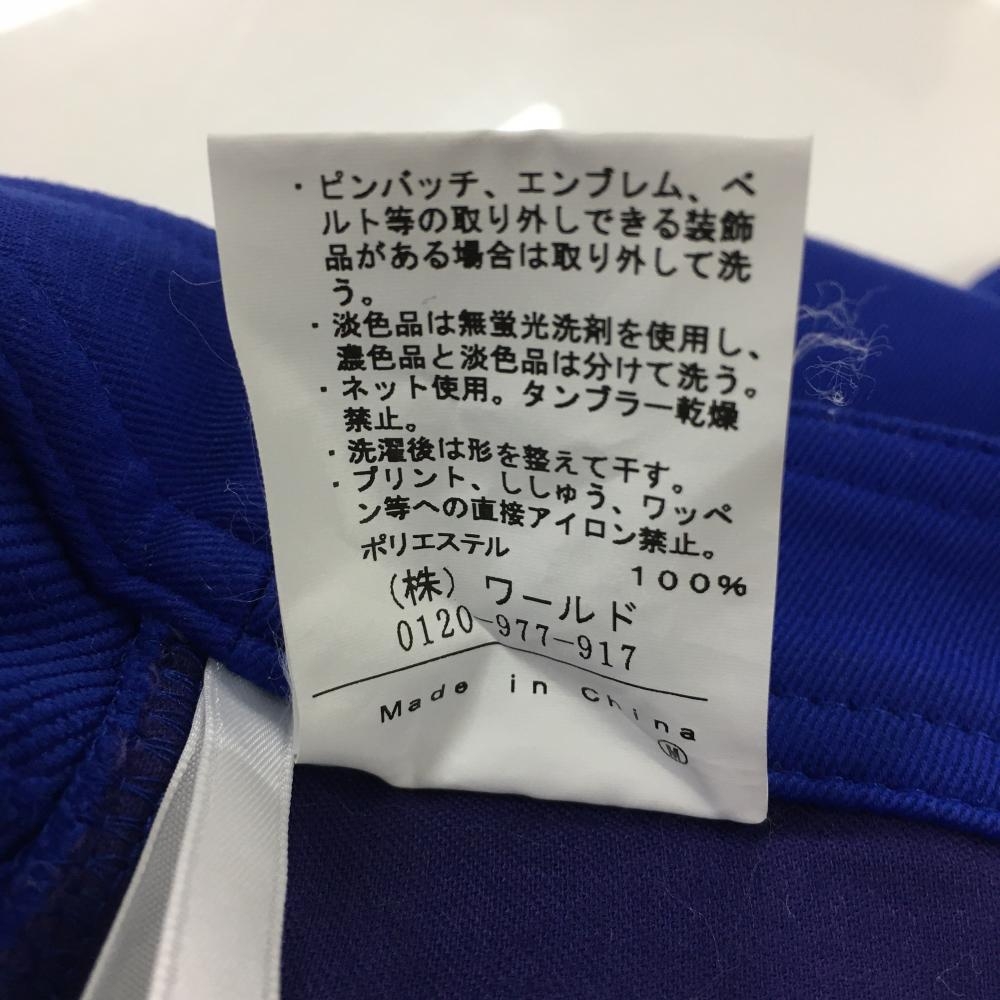 ・ピンバッチ、エンブレム、ベ
ルト等の取り外しできる装飾
品がある場合は取り外して洗
う。
・淡色品は無蛍光洗剤を使用し、
濃色品と淡色品は分けて洗う。
・ネット使用。タンブラー乾燥
禁止。
・洗濯後は形を整えて干す。
・プリント、ししゅう、ワッペ
ン等への直接アイロン禁止。
ポリエステル
100%
(株)ワールド
0120-977-917
Made in China
Ⓜ